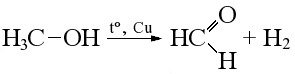 H₃C−OH t°, Cu → HC O H + H₂